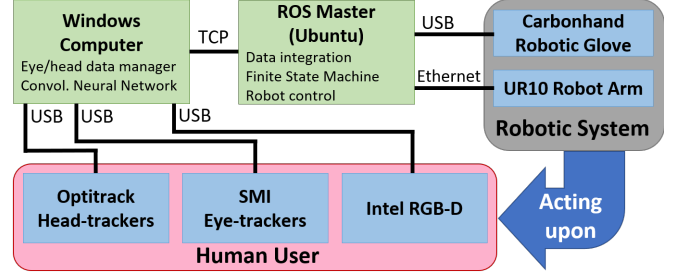 Windows
Computer
Eye/head data manager
Convol. Neural Network
TCP
ROS Master
(Ubuntu)
Data integration
Finite State Machine
Robot control
USB
Ethernet
Carbonhand
Robotic Glove
UR10 Robot Arm
Robotic System
USB
USB
USB
Optitrack
Head-trackers
SMI
Eye-trackers
Intel RGB-D
Human User
Acting
upon